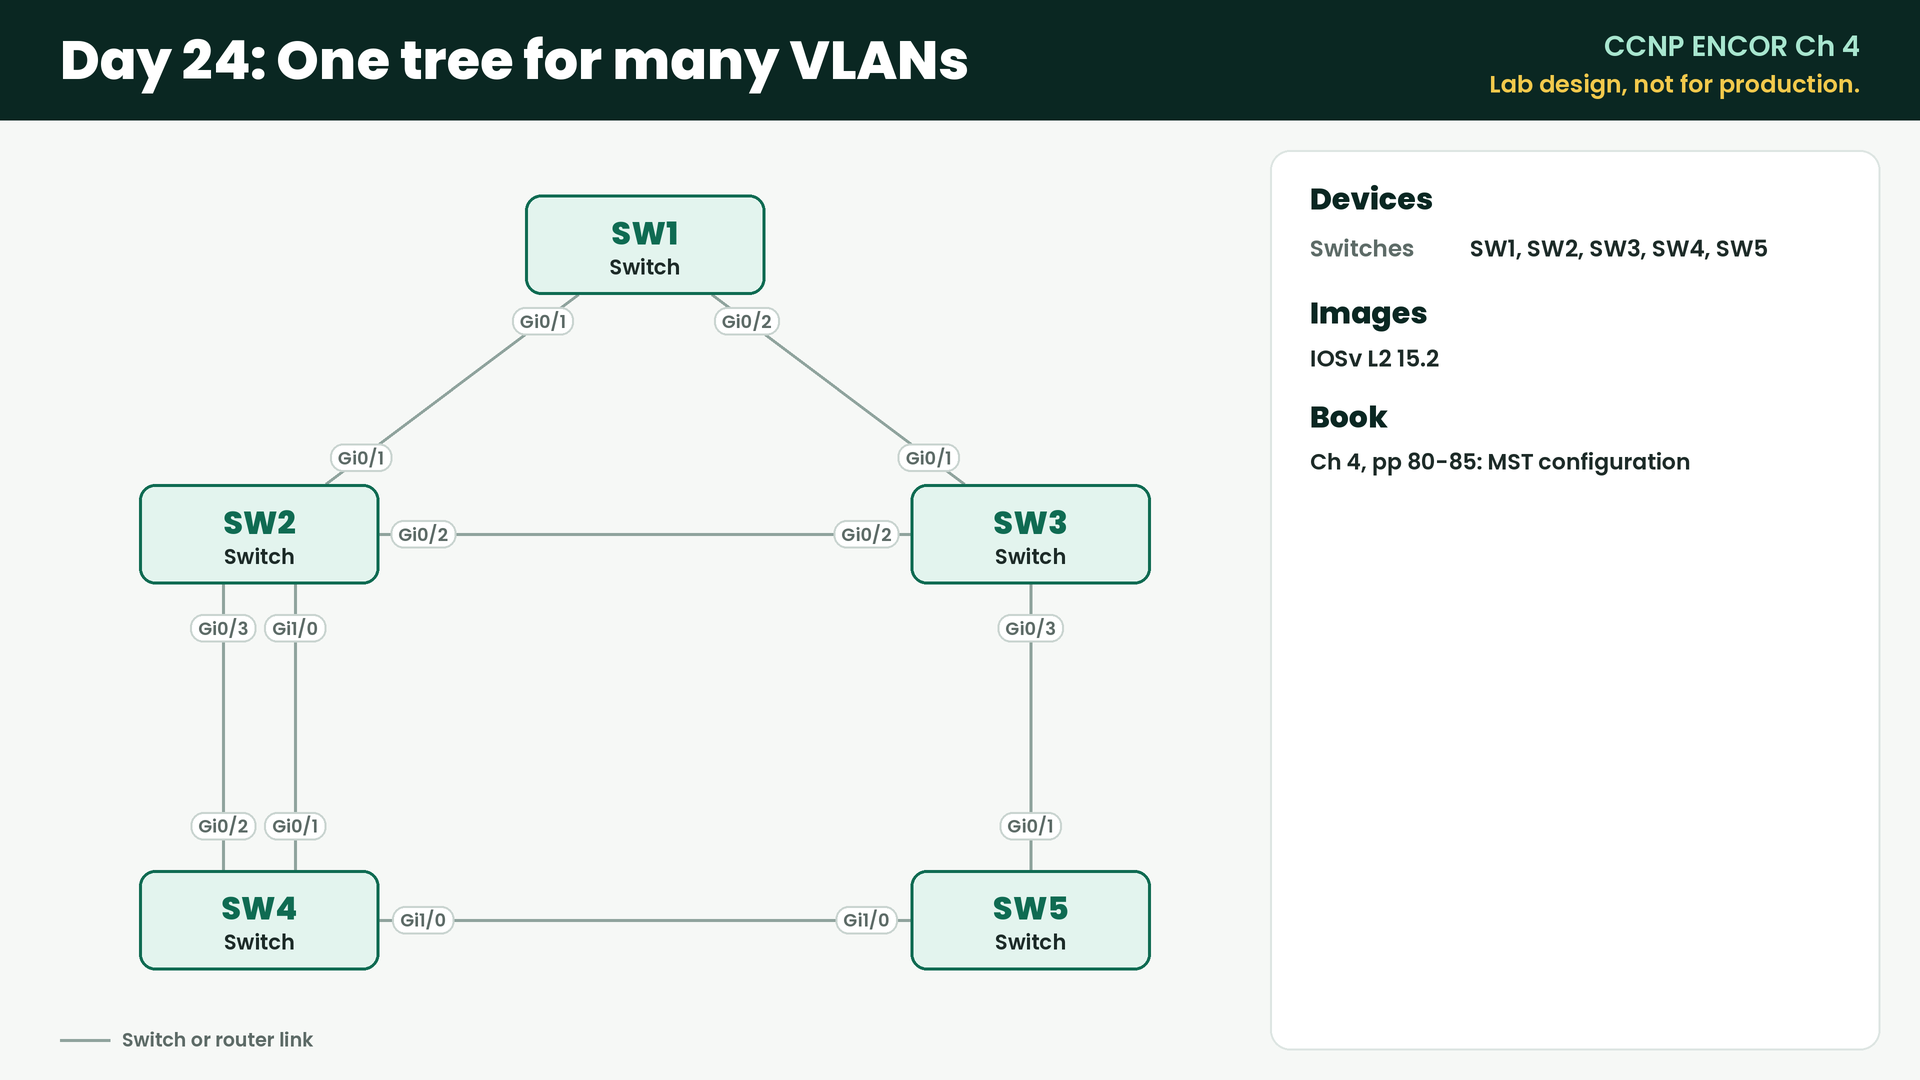 Day 24: One tree for many VLANs
CCNP ENCOR Ch 4
Lab design, not for production.
SW1
Switch
Gi0/1
Gi0/2
Gi0/1
Gi0/1
SW2
Switch
Gi0/2
Gi0/2
SW3
Switch
Gi0/3
Gi1/0
Gi0/3
Gi0/2
Gi0/1
Gi0/1
SW4
Switch
Gi1/0
Gi1/0
SW5
Switch
Switch or router link
Devices
Switches SW1, SW2, SW3, SW4, SW5
Images
IOSv L2 15.2
Book
Ch 4, pp 80-85: MST configuration